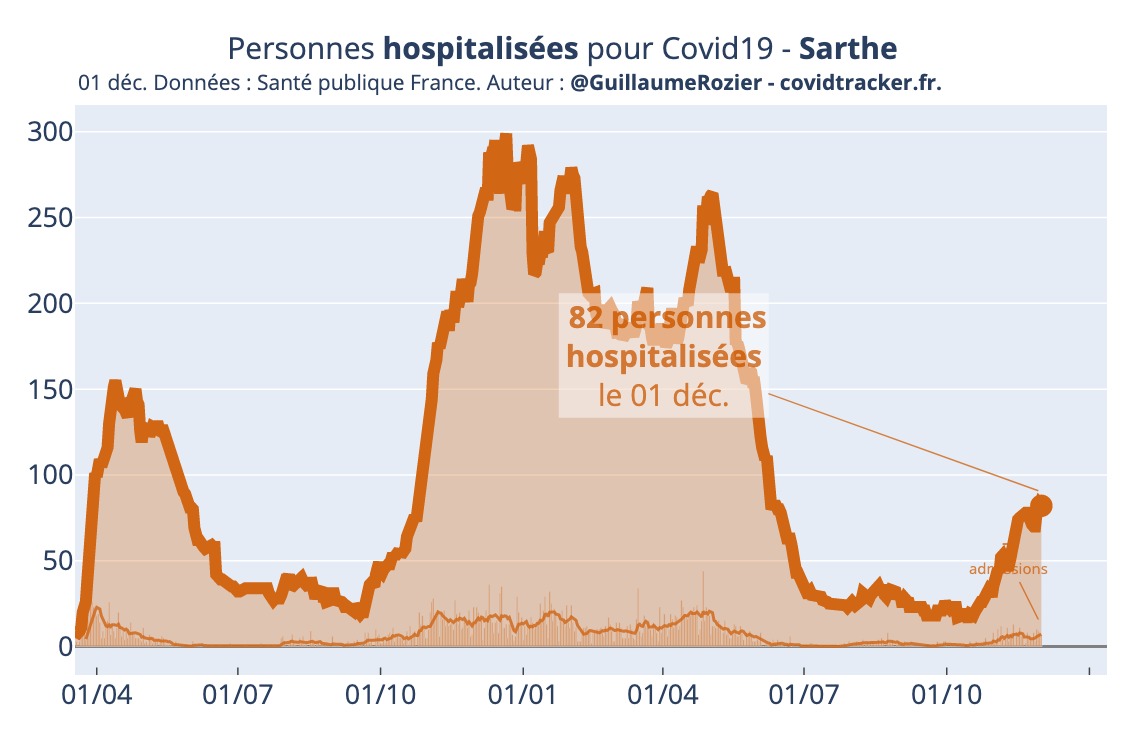 Personnes hospitalisées pour Covid19 - Sarthe
01 déc. Données : Santé publique France. Auteur : @GuillaumeRozier - covidtracker.fr.
300
250
200
150
100
50
0
82 personnes
hospitalisées
le 01 déc.
admissions
01/04
01/07
01/10
01/01
01/04
01/07
01/10